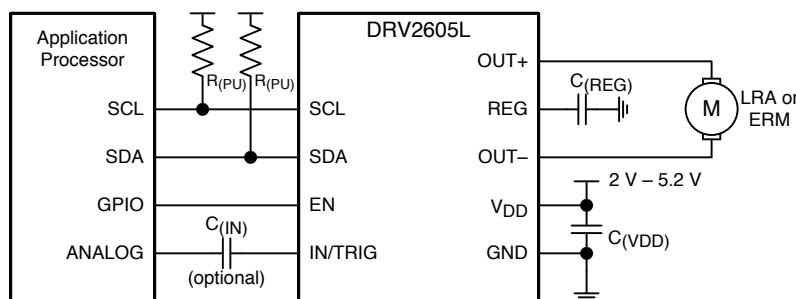 Application
Processor
SCL
SDA
GPIO
ANALOG
R(PU)
R(PU)
C(IN)
(optional)
DRV2605L
SCL
SDA
EN
IN/TRIG
OUT+
REG
OUT−
VDD
GND
C(REG)
M
LRA or
ERM
2 V – 5.2 V
C(VDD)